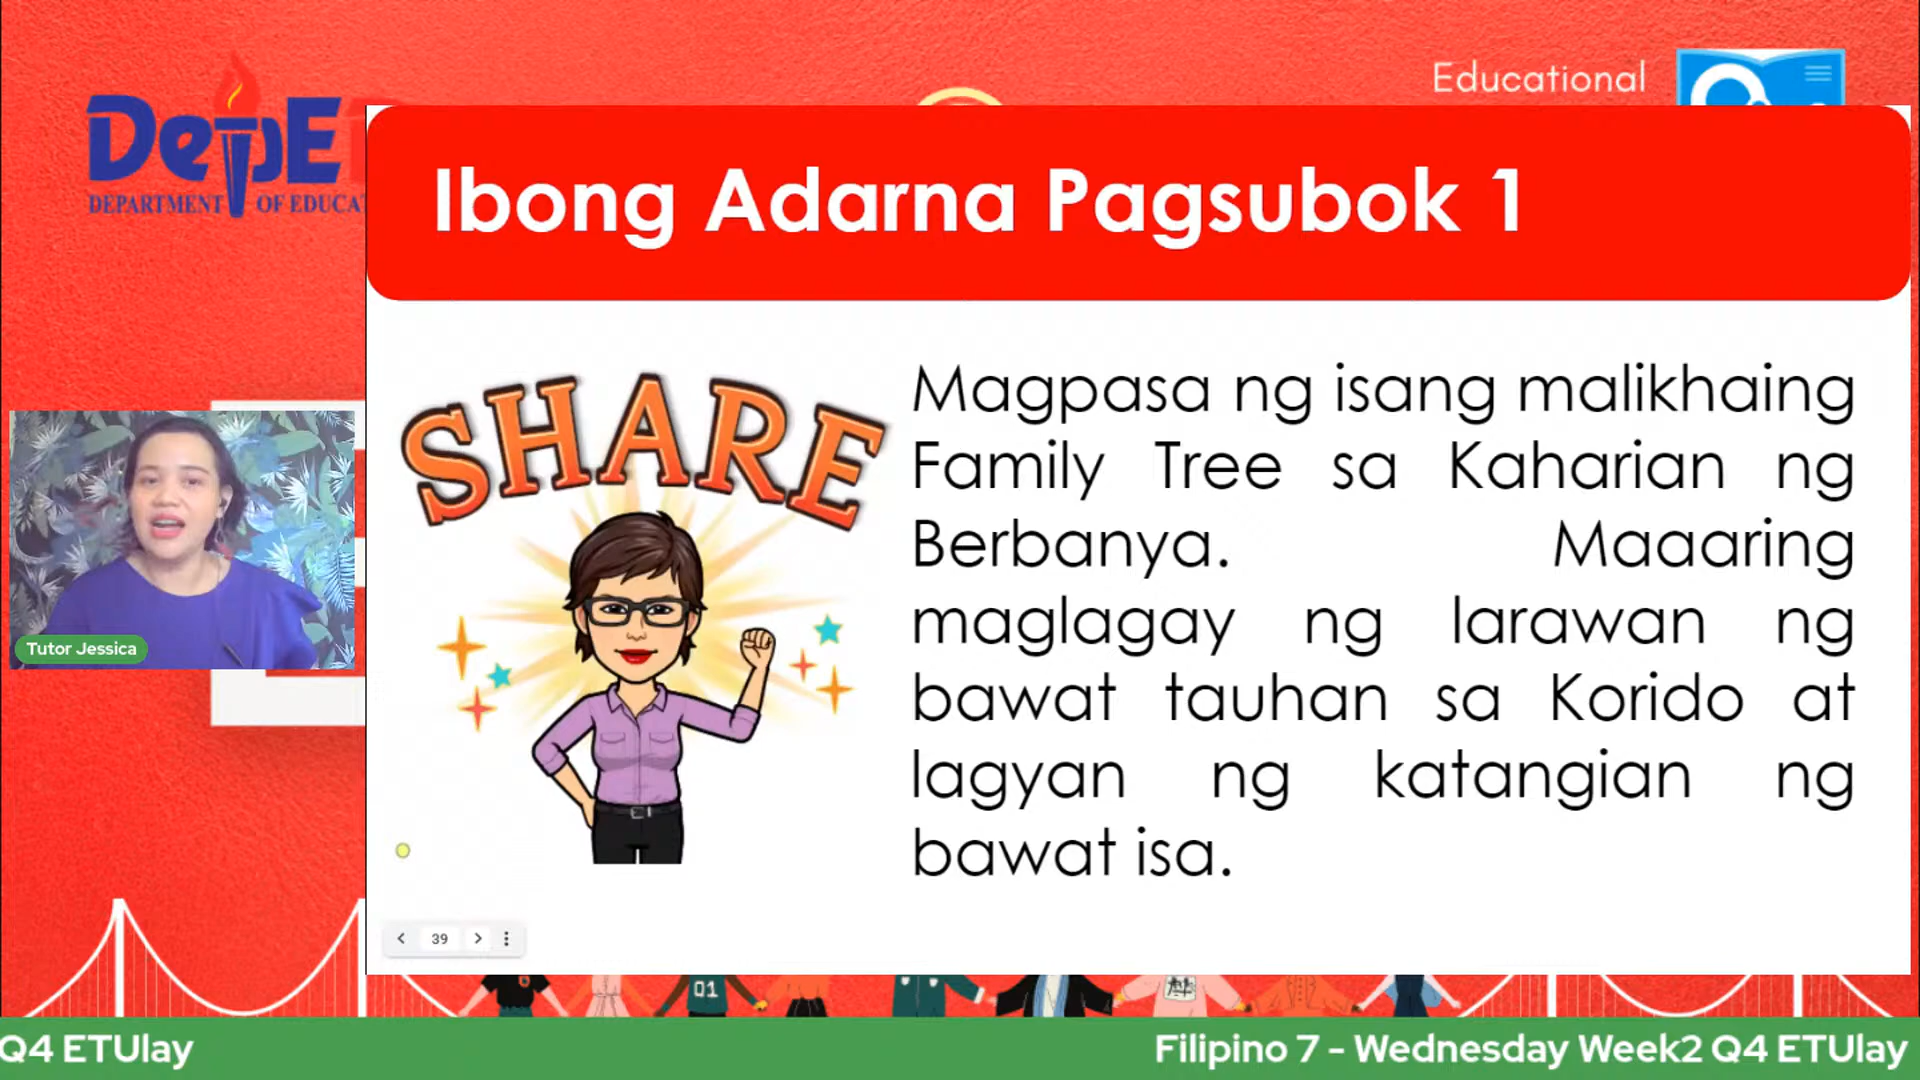 Educational
DepE
DEPARTMENT OF EDUCA
Ibong Adarna Pagsubok 1
SHARE
Magpasa ng isang malikhaing
Family Tree sa Kaharian ng
Berbanya. Maaaring
maglagay ng larawan ng
bawat tauhan sa Korido at
lagyan ng katangian ng
bawat isa.
Tutor Jessica
39
Q1
Q4 ETUlay
Filipino 7 - Wednesday Week2 Q4 ETUlay